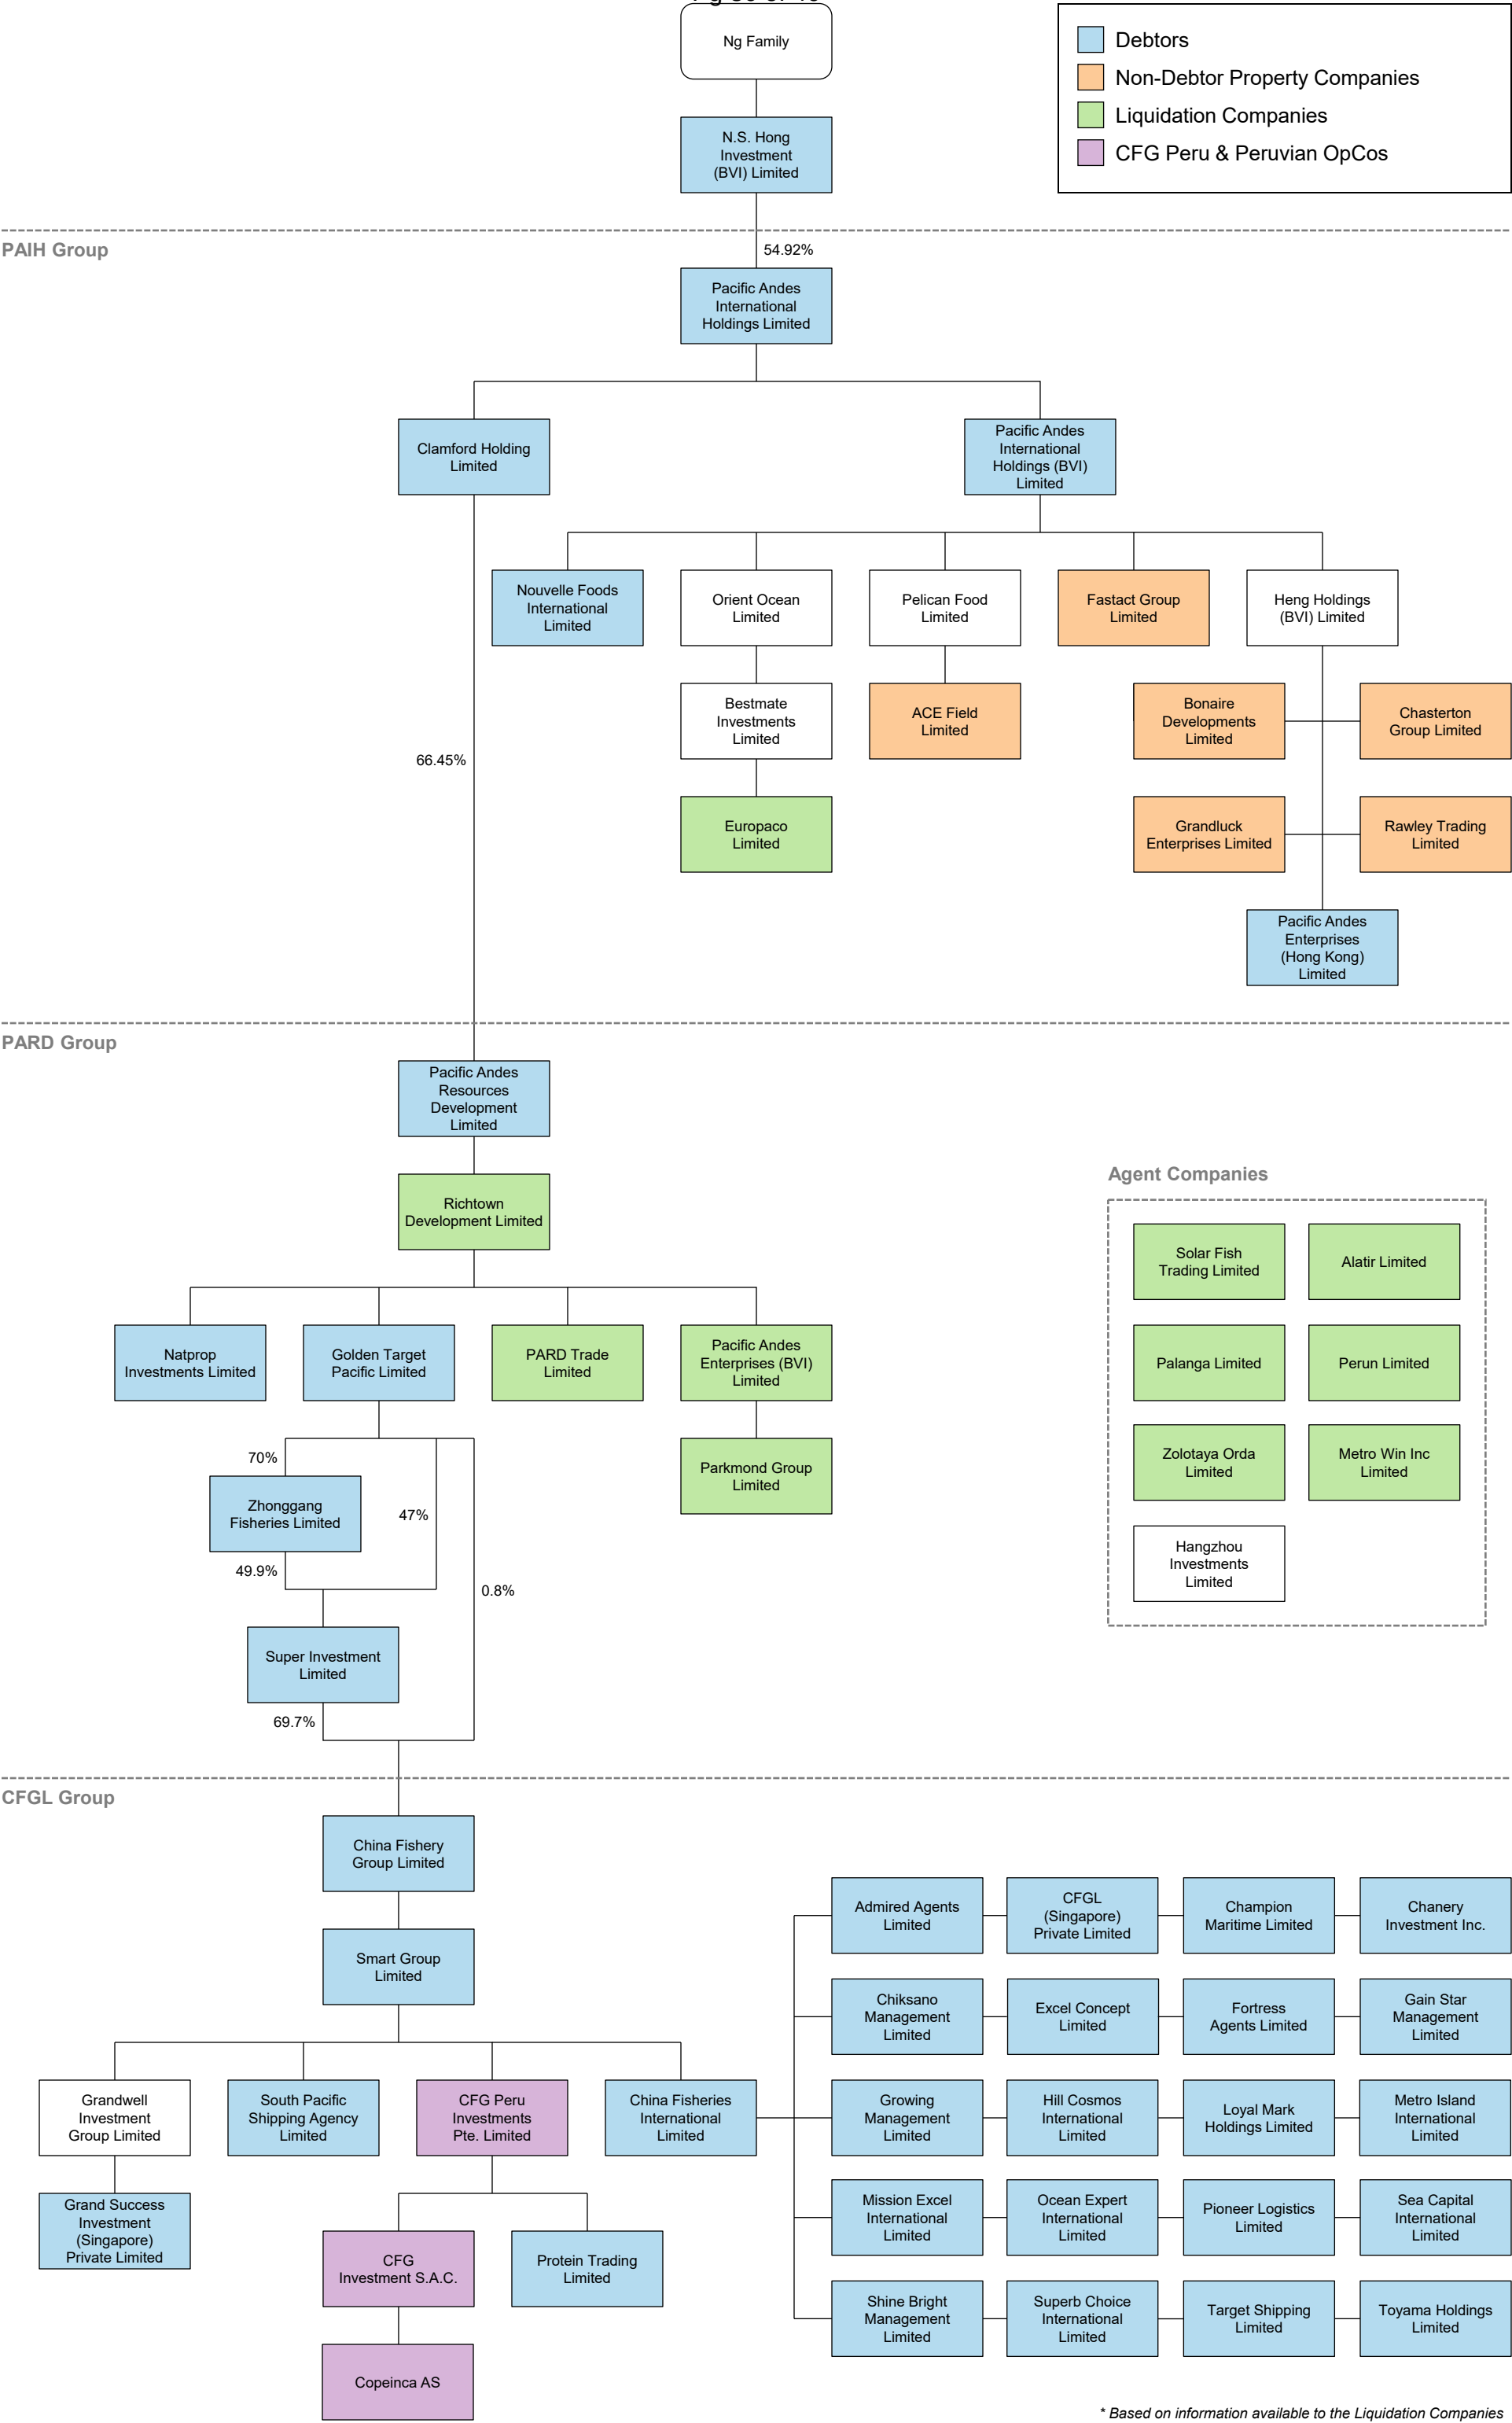 Ng Family
Debtors
Non-Debtor Property Companies
Liquidation Companies
CFG Peru & Peruvian OpCos
N.S. Hong
Investment
(BVI) Limited
PAIH Group
54.92%
Pacific Andes
International
Holdings Limited
Clamford Holding
Limited
Pacific Andes
International
Holdings (BVI)
Limited
Nouvelle Foods
International
Limited
Orient Ocean
Limited
Pelican Food
Limited
Fastact Group
Limited
Heng Holdings
(BVI) Limited
Bestmate
Investments
Limited
ACE Field
Limited
Bonaire
Developments
Limited
Chasterton
Group Limited
66.45%
Europaco
Limited
Grandluck
Enterprises Limited
Rawley Trading
Limited
Pacific Andes
Enterprises
(Hong Kong)
Limited
PARD Group
Pacific Andes
Resources
Development
Limited
Richtown
Development Limited
Agent Companies
Solar Fish
Trading Limited
Alatir Limited
Palanga Limited
Perun Limited
Zolotaya Orda
Limited
Metro Win Inc
Limited
Hangzhou
Investments
Limited
Natprop
Investments Limited
Golden Target
Pacific Limited
PARD Trade
Limited
Pacific Andes
Enterprises (BVI)
Limited
70%
Zhonggang
Fisheries Limited
47%
Parkmond Group
Limited
49.9%
0.8%
Super Investment
Limited
69.7%
CFGL Group
China Fishery
Group Limited
Smart Group
Limited
Grandwell
Investment
Group Limited
South Pacific
Shipping Agency
Limited
CFG Peru
Investments
Pte. Limited
China Fisheries
International
Limited
Grand Success
Investment
(Singapore)
Private Limited
CFG
Investment S.A.C.
Protein Trading
Limited
Copeinca AS
Admired Agents
Limited
CFGL
(Singapore)
Private Limited
Champion
Maritime Limited
Chanery
Investment Inc.
Chiksano
Management
Limited
Excel Concept
Limited
Fortress
Agents Limited
Gain Star
Management
Limited
Growing
Management
Limited
Hill Cosmos
International
Limited
Loyal Mark
Holdings Limited
Metro Island
International
Limited
Mission Excel
International
Limited
Ocean Expert
International
Limited
Pioneer Logistics
Limited
Sea Capital
International
Limited
Shine Bright
Management
Limited
Superb Choice
International
Limited
Target Shipping
Limited
Toyama Holdings
Limited
* Based on information available to the Liquidation Companies